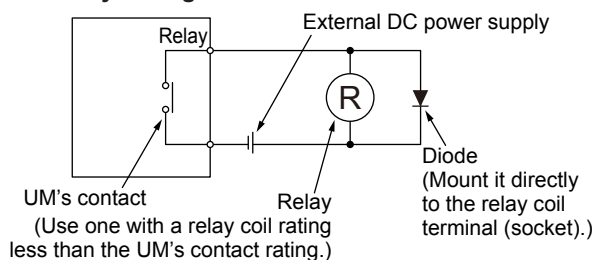 External DC power supply
Relay
R
UM's contact
(Use one with a relay coil rating
less than the UM's contact rating.)
Relay
Diode
(Mount it directly
to the relay coil
terminal (socket).)